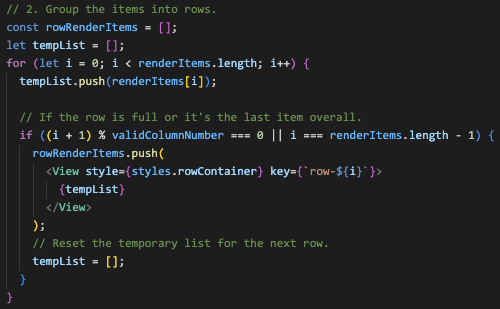 // 2. Group the items into rows.
const rowRenderItems = [];
let tempList = [];
for (let i = 0; i < renderItems.length; i++) {
  tempList.push(renderItems[i]);

  // If the row is full or it's the last item overall.
  if ((i + 1) % validColumnNumber === 0 || i === renderItems.length - 1) {
    rowRenderItems.push(
      <View style={styles.rowContainer} key={`row-${i}`}>
        {tempList}
      </View>
    );
    // Reset the temporary list for the next row.
    tempList = [];
  }
}